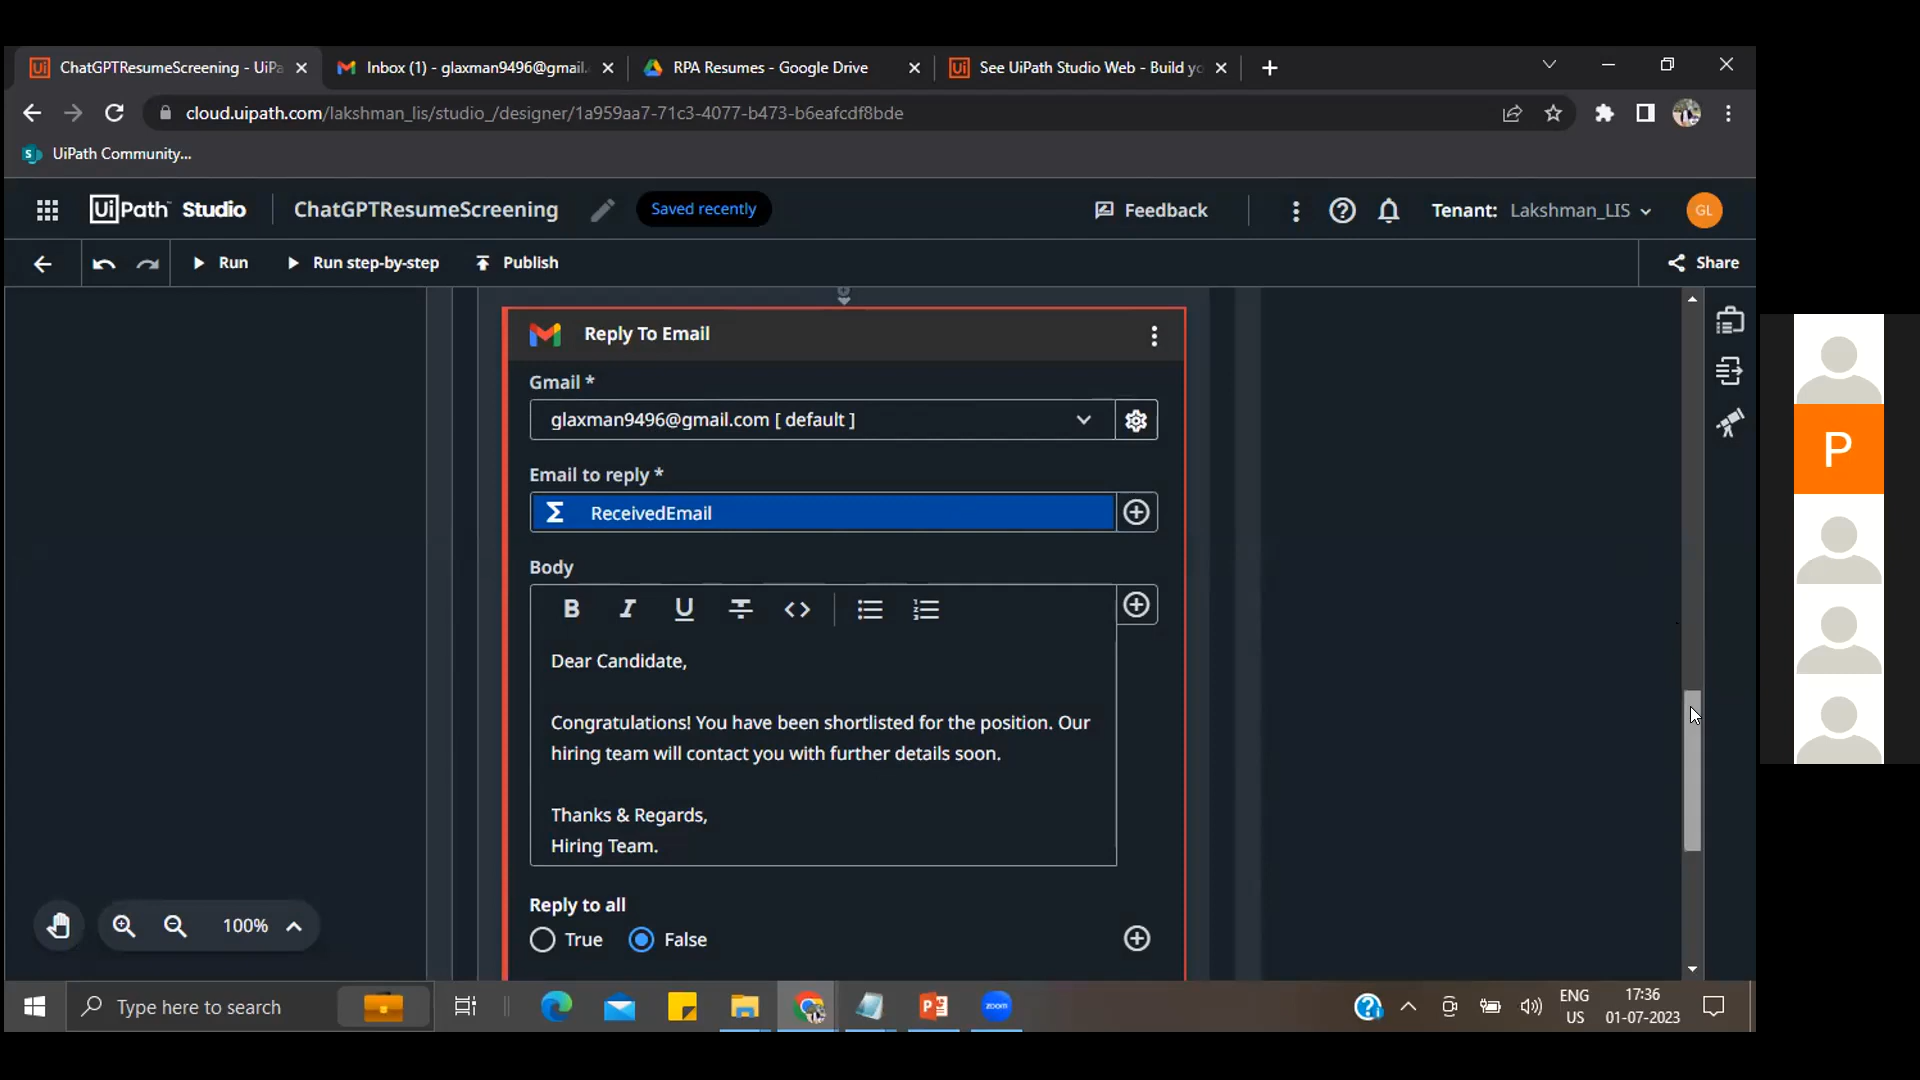 ChatGPTResumeScreening - UiPa
Inbox (1) - glaxman9496@gmail.
RPA Resumes - Google Drive
See UiPath Studio Web - Build yo
cloud.uipath.com/lakshman_lis/studio_/designer/1a959aa7-71c3-4077-b473-b6eafcdf8bde
S UiPath Community...
UiPath Studio
ChatGPTResumeScreening
Saved recently
Feedback
Tenant: Lakshman_LIS
GL
Run
Run step-by-step
Publish
Share
Reply To Email
Gmail *
glaxman9496@gmail.com [ default ]
Email to reply *
ReceivedEmail
Body
B I U
Dear Candidate,
Congratulations! You have been shortlisted for the position. Our
hiring team will contact you with further details soon.
Thanks & Regards,
Hiring Team.
Reply to all
True
False
100%
P
Type here to search
zoom
ENG
US
17:36
01-07-2023